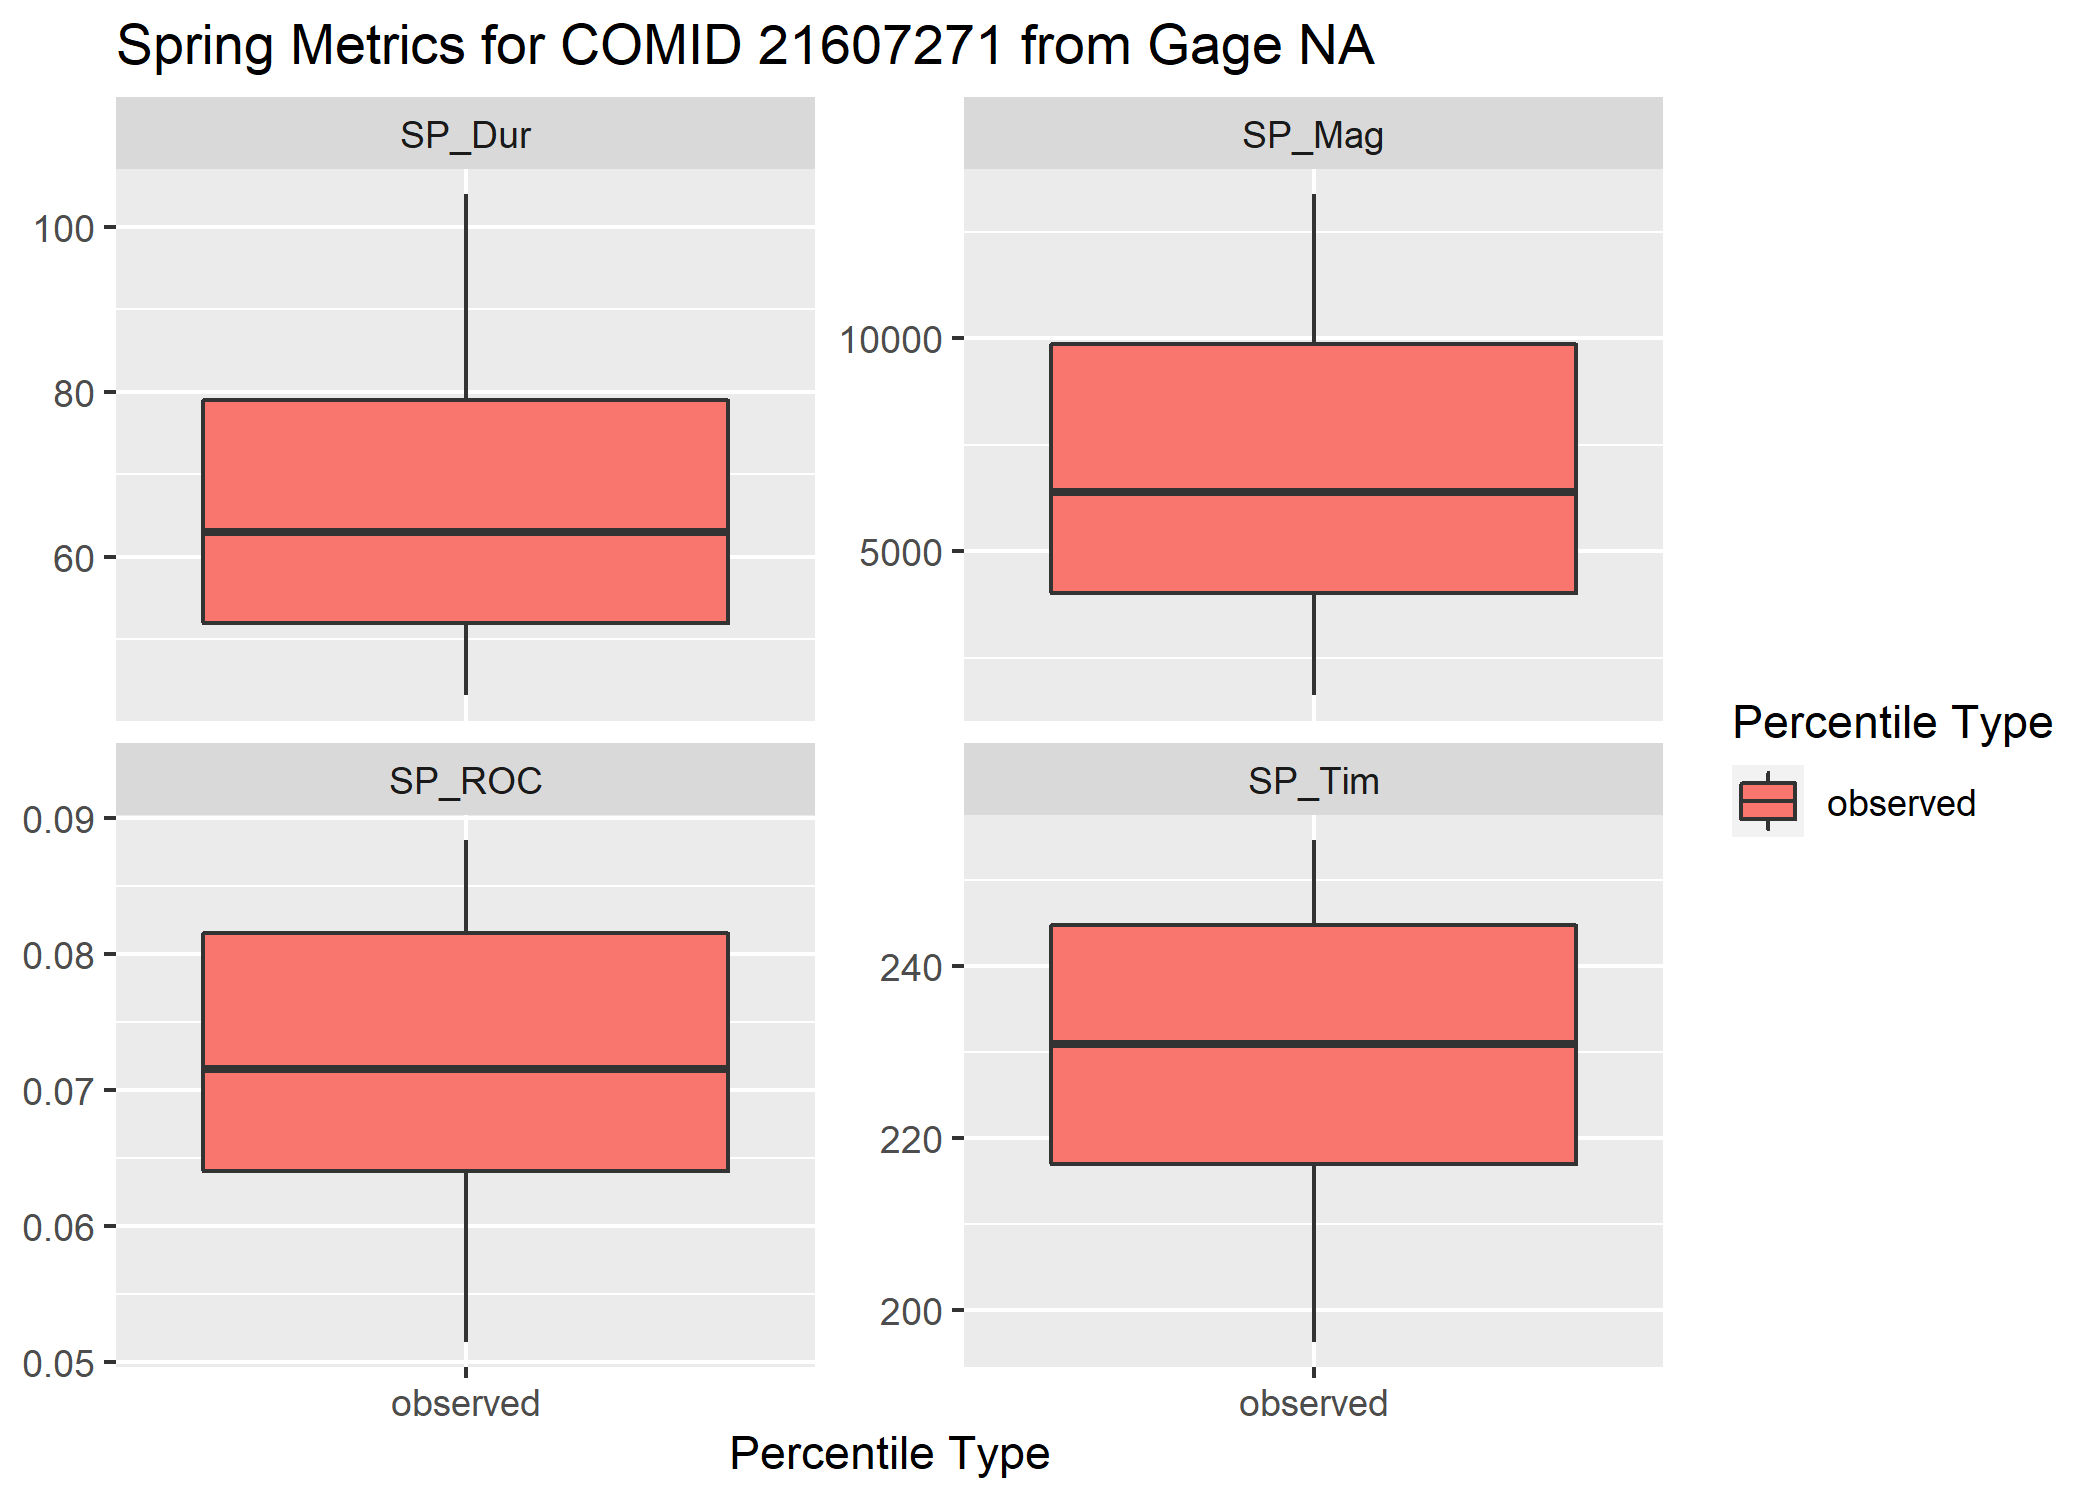 Spring Metrics for COMID 21607271 from Gage NA
SP_Dur
SP_Mag
100
80
60
10000
5000
SP_ROC
SP_Tim
0.09
0.08
0.07
0.06
0.05
240
220
200
observed
observed
Percentile Type
Percentile Type
observed